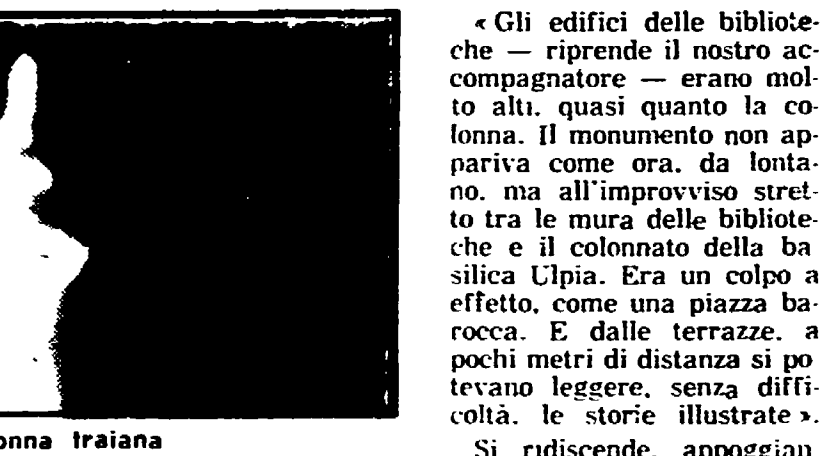 « Gli edifici delle bibliote-
che — riprende il nostro ac-
compagnatore — erano mol-
to alti. quasi quanto la co-
lonna. Il monumento non ap-
pariva come ora. da lonta-
no. ma all'improvviso stret-
to tra le mura delle bibliote-
che e il colonnato della ba
silica Ulpia. Era un colpo a
effetto, come una piazza ba-
rocca. E dalle terrazze. a
pochi metri di distanza si po
tevano leggere, senza diffi-
coltà. le storie illustrate ».
Si ridiscende, appoggian
onna traiana